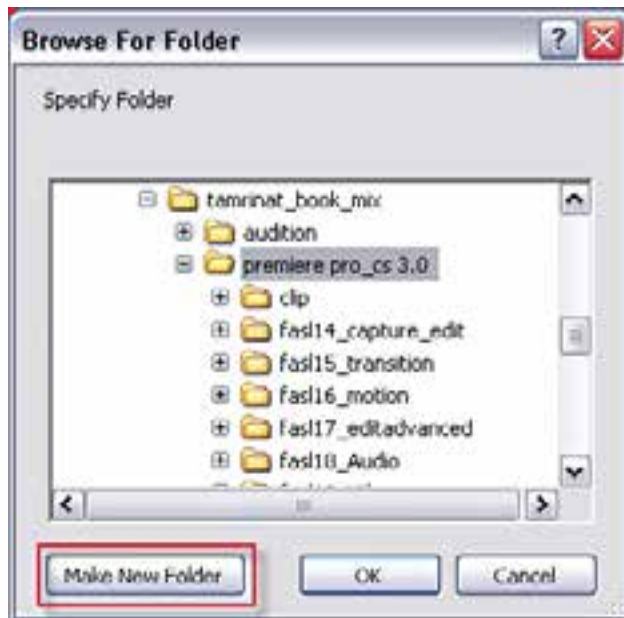 Browse For Folder
Specify Folder
tamrinat_book_mix
audition
premiere pro_cs 3.0
clip
fasl14_capture_edit
fasl15_transition
fasl16_motion
fasl17_editadvanced
fasl18_Audio
Make New Folder OK Cancel